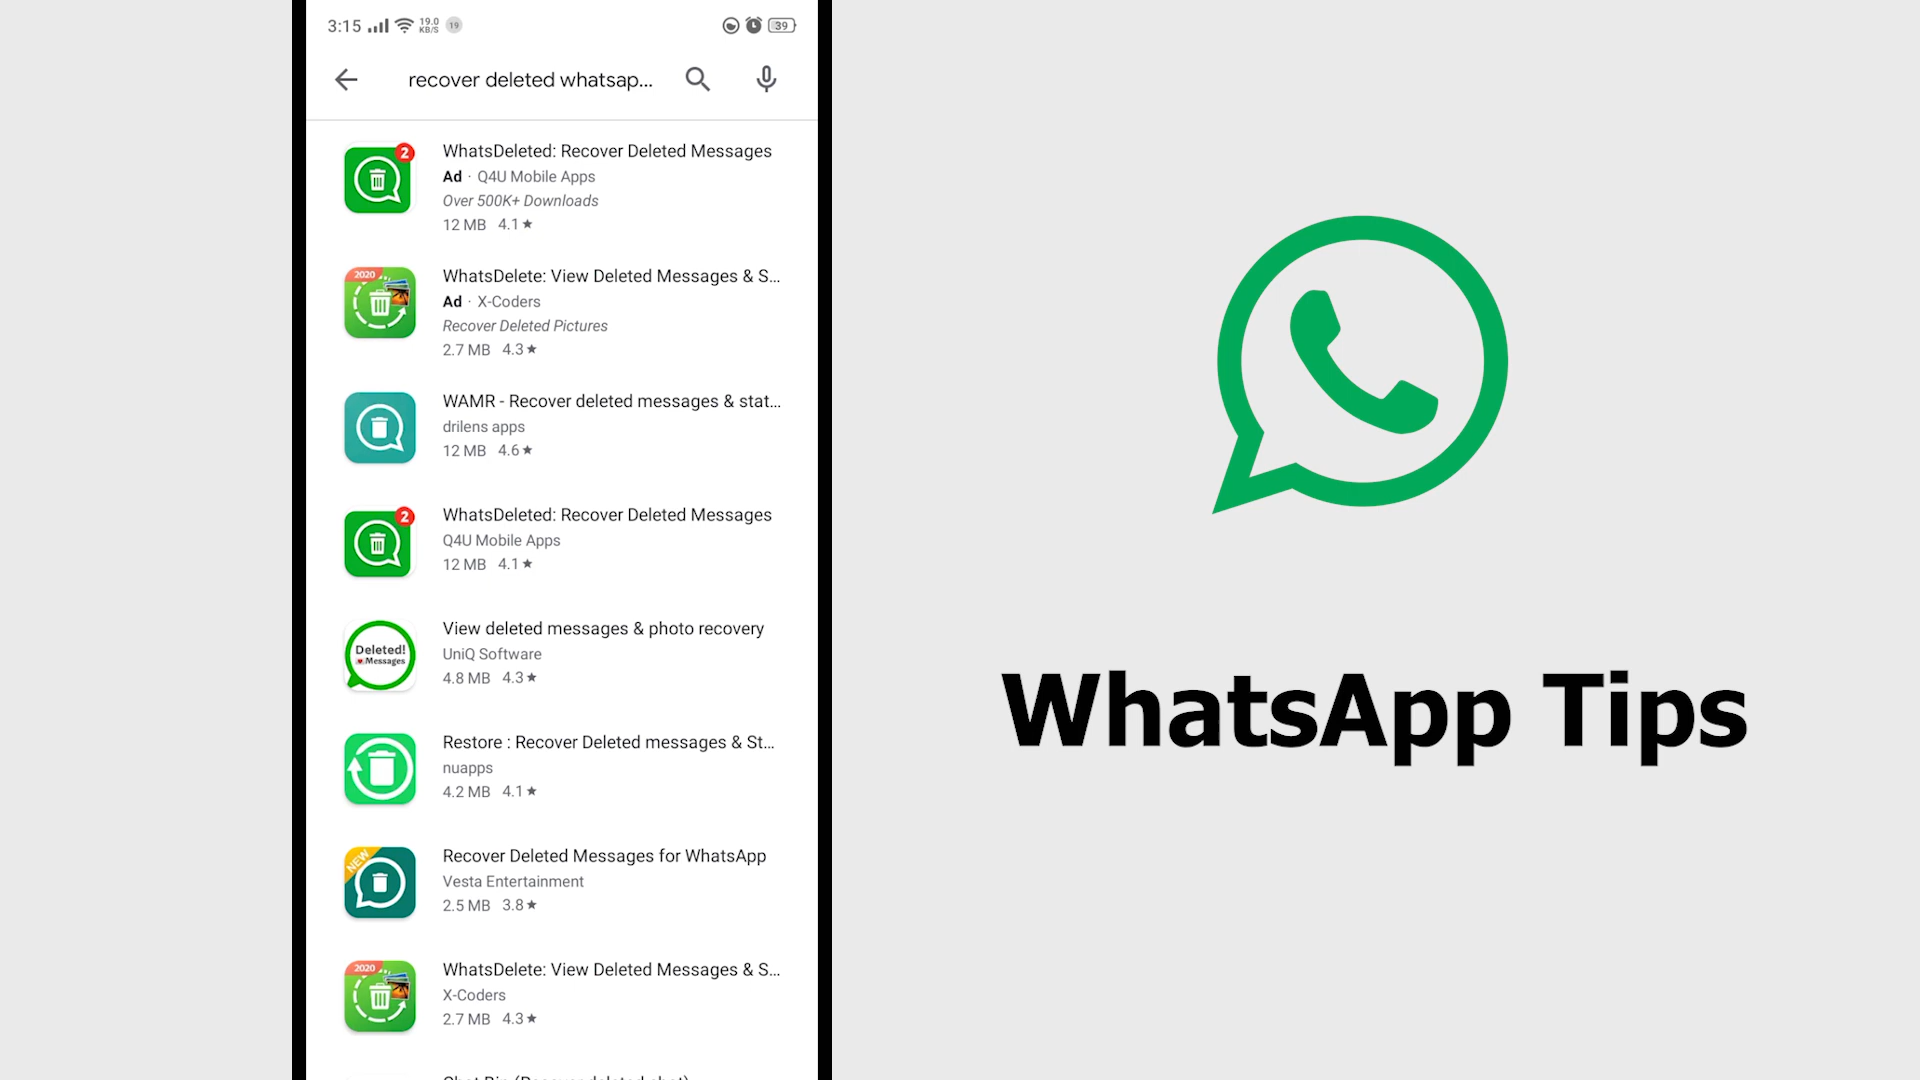 3:15 19.0 KB/S 19 39
recover deleted whatsap...
2
WhatsDeleted: Recover Deleted Messages
Ad · Q4U Mobile Apps
Over 500K+ Downloads
12 MB 4.1★
2020
WhatsDelete: View Deleted Messages & S...
Ad · X-Coders
Recover Deleted Pictures
2.7 MB 4.3★
WAMR - Recover deleted messages & stat...
drilens apps
12 MB 4.6★
2
WhatsDeleted: Recover Deleted Messages
Q4U Mobile Apps
12 MB 4.1★
Deleted!
Messages
View deleted messages & photo recovery
UniQ Software
4.8 MB 4.3★
Restore : Recover Deleted messages & St...
nuapps
4.2 MB 4.1★
NEW
Recover Deleted Messages for WhatsApp
Vesta Entertainment
2.5 MB 3.8★
2020
WhatsDelete: View Deleted Messages & S...
X-Coders
2.7 MB 4.3★
WhatsApp Tips